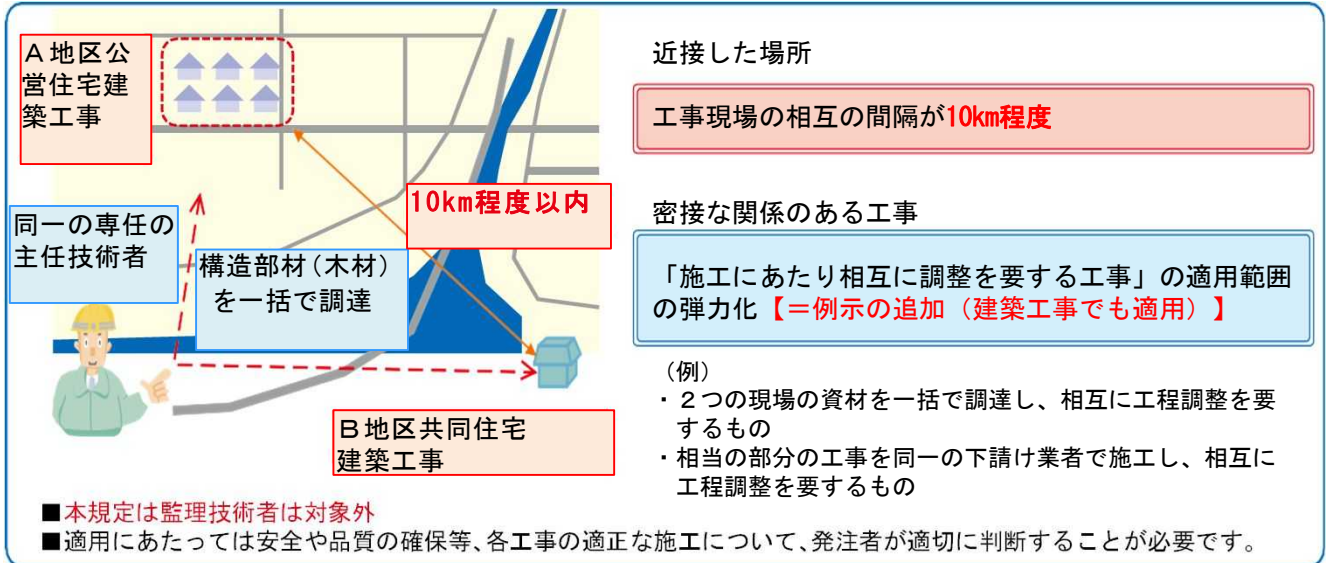 A地区公
営住宅建
築工事
10km程度以内
同一の専任の
主任技術者
構造部材(木材)
を一括で調達
B地区共同住宅
建築工事
近接した場所
工事現場の相互の間隔が10km程度
密接な関係のある工事
「施工にあたり相互に調整を要する工事」の適用範囲
の弾力化【＝例示の追加（建築工事でも適用）】
（例）
・２つの現場の資材を一括で調達し、相互に工程調整を要
するもの
・相当の部分の工事を同一の下請け業者で施工し、相互に
工程調整を要するもの
■本規定は監理技術者は対象外
■適用にあたっては安全や品質の確保等、各工事の適正な施工について、発注者が適切に判断することが必要です。